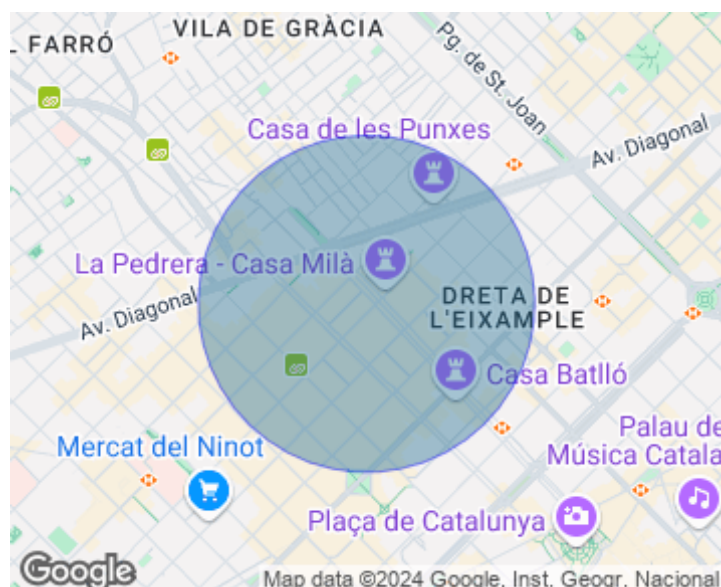 VILA DE GRÀCIA
L FARRÓ
Pg. de St. Joan
Casa de les Punxes
Av. Diagonal
La Pedrera - Casa Milà
DRETA DE
L'EIXAMPLE
Av. Diagonal
Casa Batlló
Mercat del Ninot
Palau de
Música Catala
Plaça de Catalunya
Google
Map data ©2024 Google, Inst. Geogr. Nacional